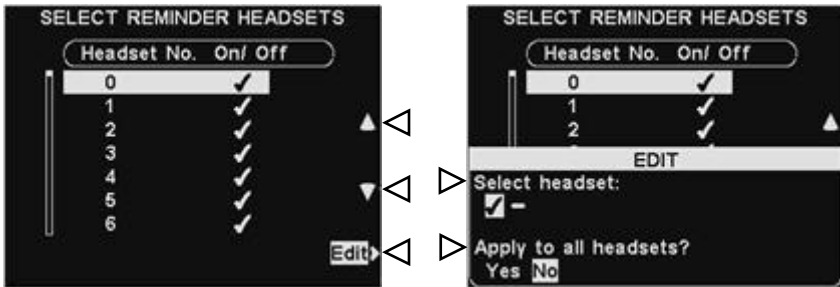 SELECT REMINDER HEADSETS
Headset No. On/ Off
0 ✓
1 ✓
2 ✓
3 ✓
4 ✓
5 ✓
6 ✓
Edit
SELECT REMINDER HEADSETS
Headset No. On/ Off
0 ✓
1 ✓
2 ✓
EDIT
Select headset:
✓ –
Apply to all headsets?
Yes No